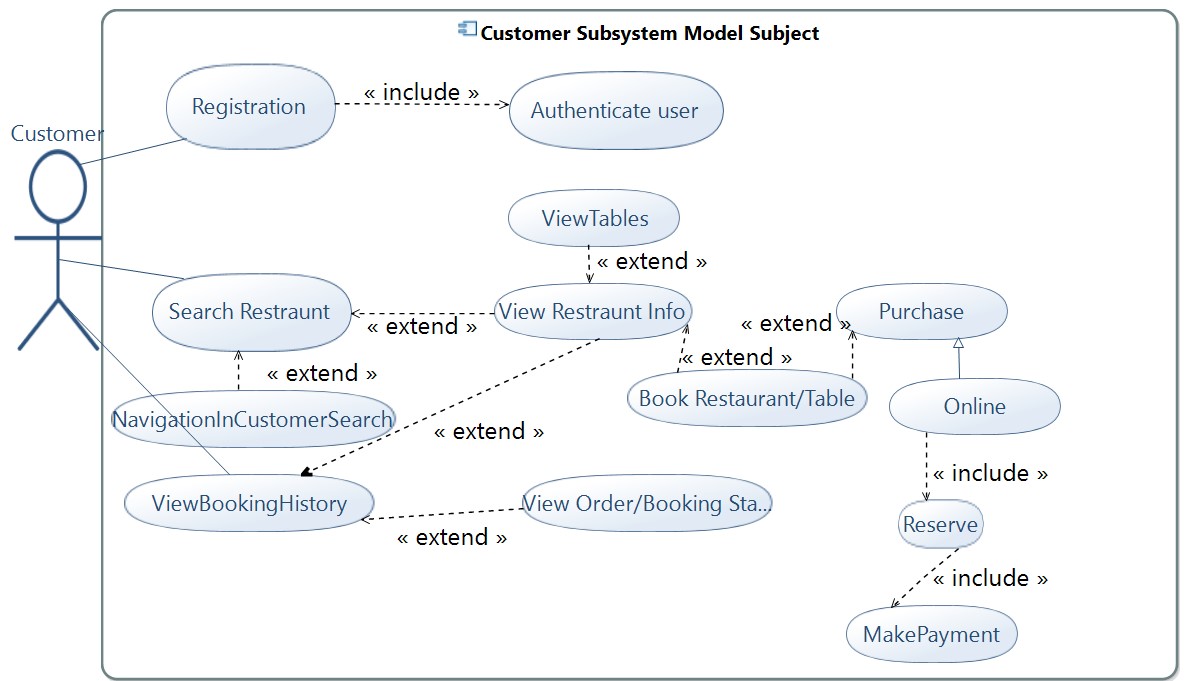 Customer Subsystem Model Subject
Registration
« include »
Authenticate user
Customer
ViewTables
« extend »
Search Restraunt
« extend »
View Restraunt Info
« extend »
Purchase
« extend »
« extend »
NavigationInCustomerSearch
Book Restaurant/Table
Online
« extend »
« include »
ViewBookingHistory
« extend »
View Order/Booking Sta...
Reserve
« include »
MakePayment